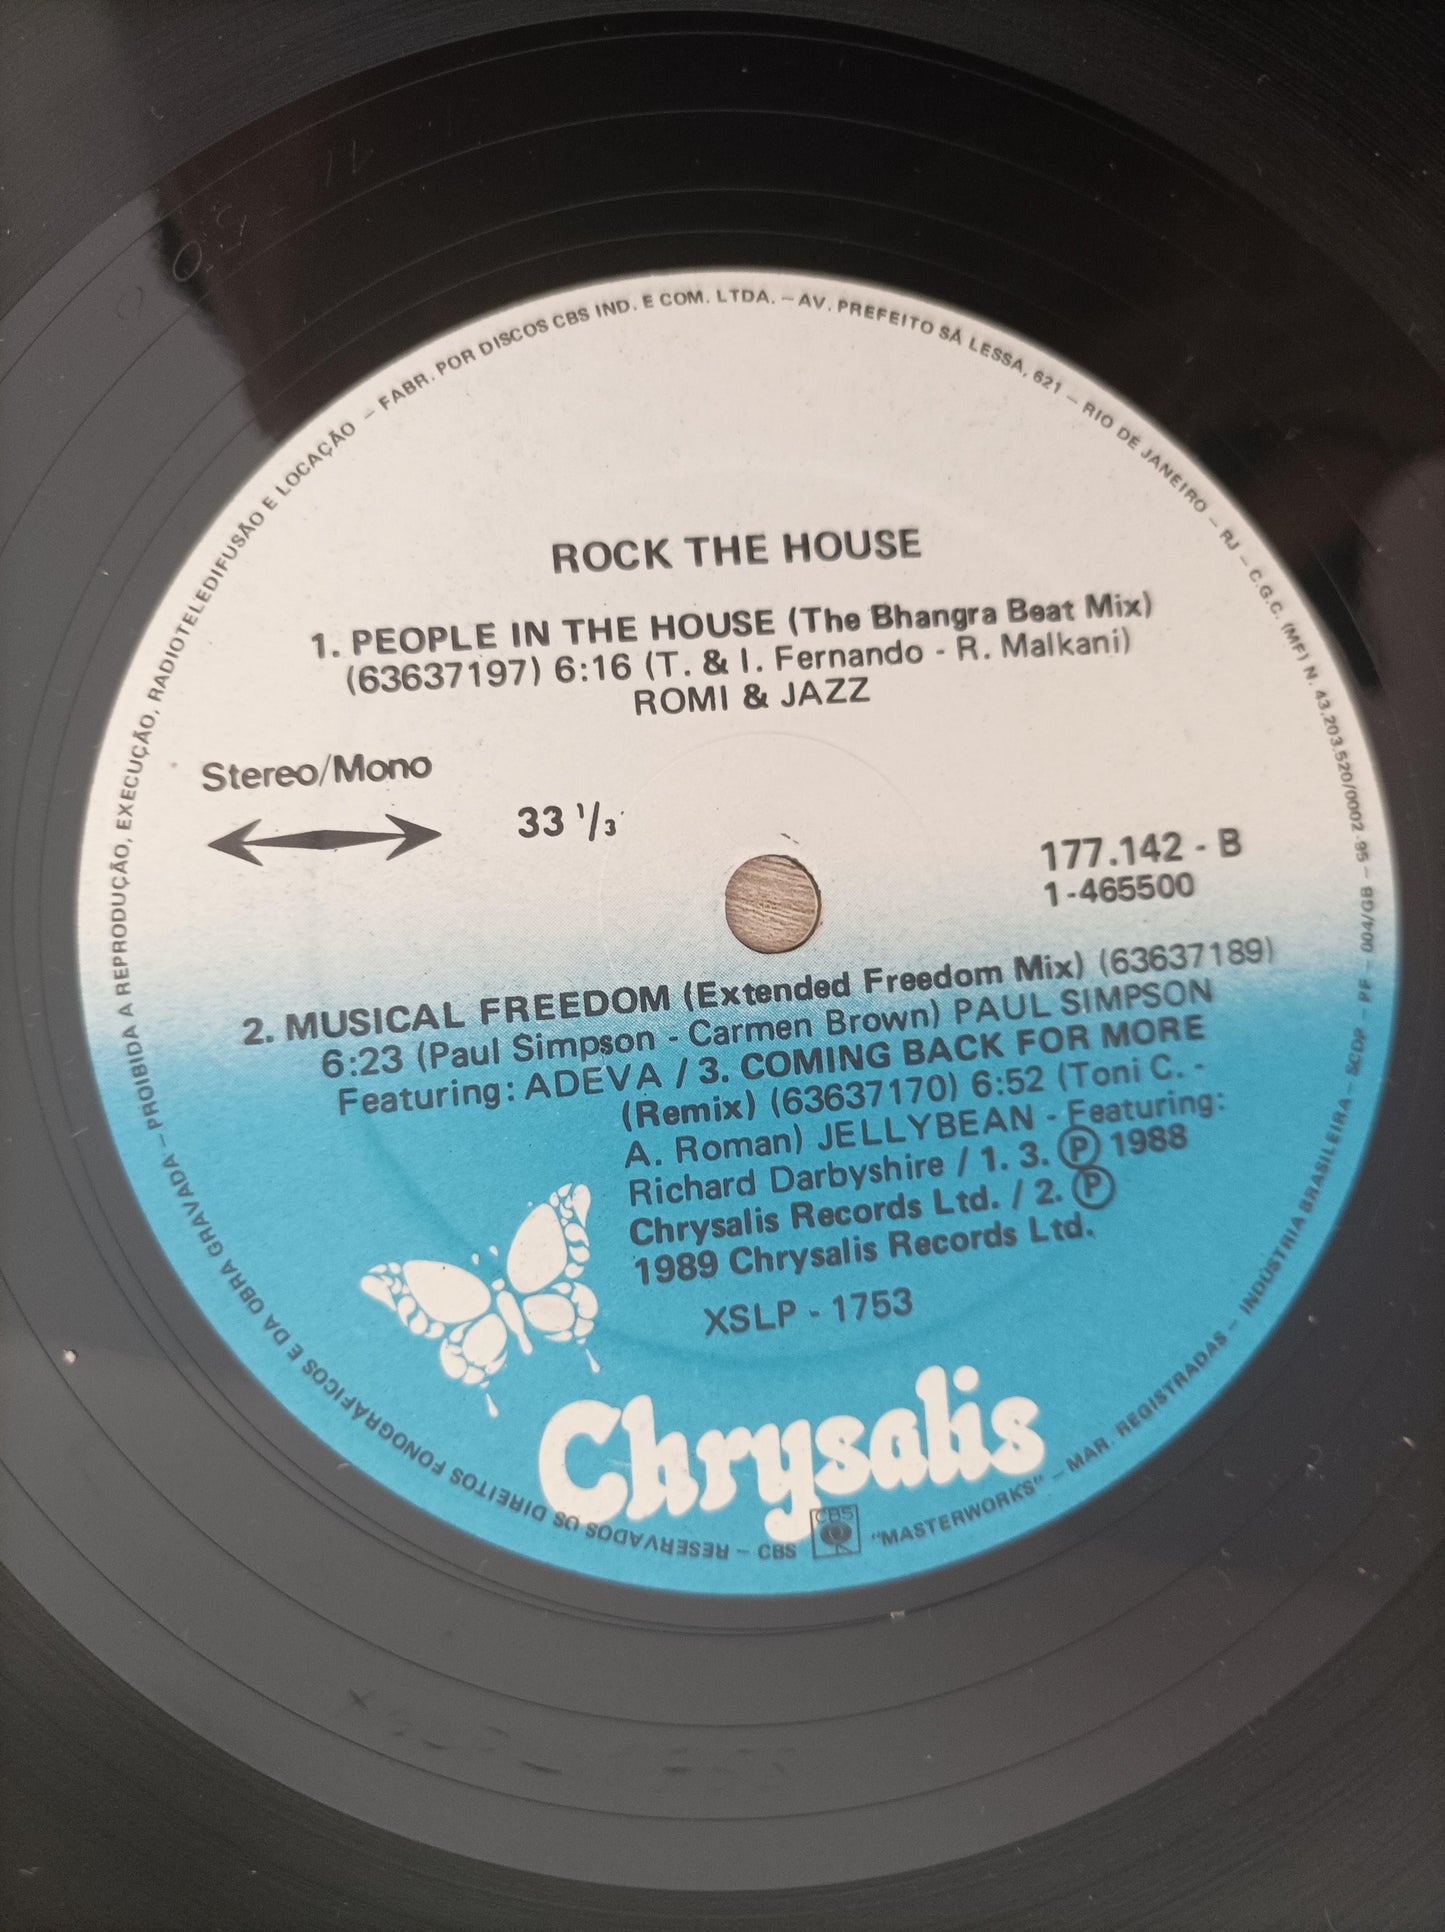 ROCK THE HOUSE
1. PEOPLE IN THE HOUSE (The Bhangra Beat Mix)
(63637197) 6:16 (T. & I. Fernando - R. Malkani)
ROMI & JAZZ
Stereo/Mono
33 1/3
177.142 - B
1-465500
2. MUSICAL FREEDOM (Extended Freedom Mix) (63637189)
6:23 (Paul Simpson - Carmen Brown) PAUL SIMPSON
Featuring: ADEVA / 3. COMING BACK FOR MORE
(Remix) (63637170) 6:52 (Toni C. -
A. Roman) JELLYBEAN - Featuring:
Richard Darbyshire / 1. 3. Ⓟ 1988
Chrysalis Records Ltd. / 2. Ⓟ
1989 Chrysalis Records Ltd.
XSLP - 1753
Chrysalis
CBS
RESERVADOS OS DIREITOS FONOGRÁFICOS E DA OBRA GRAVADA – PROIBIDA A REPRODUÇÃO, EXECUÇÃO, RADIOTELEDIFUSÃO E LOCAÇÃO – FABR. POR DISCOS CBS IND. E COM. LTDA. – AV. PREFEITO SÁ LESSA, 621 – RIO DE JANEIRO – RJ – C.G.C. (MF) N. 43.203.520/0002-96 – PF – 004/GB – SCDP – INDÚSTRIA BRASILEIRA – MAR. REGISTRADAS – "MASTERWORKS" CBS –